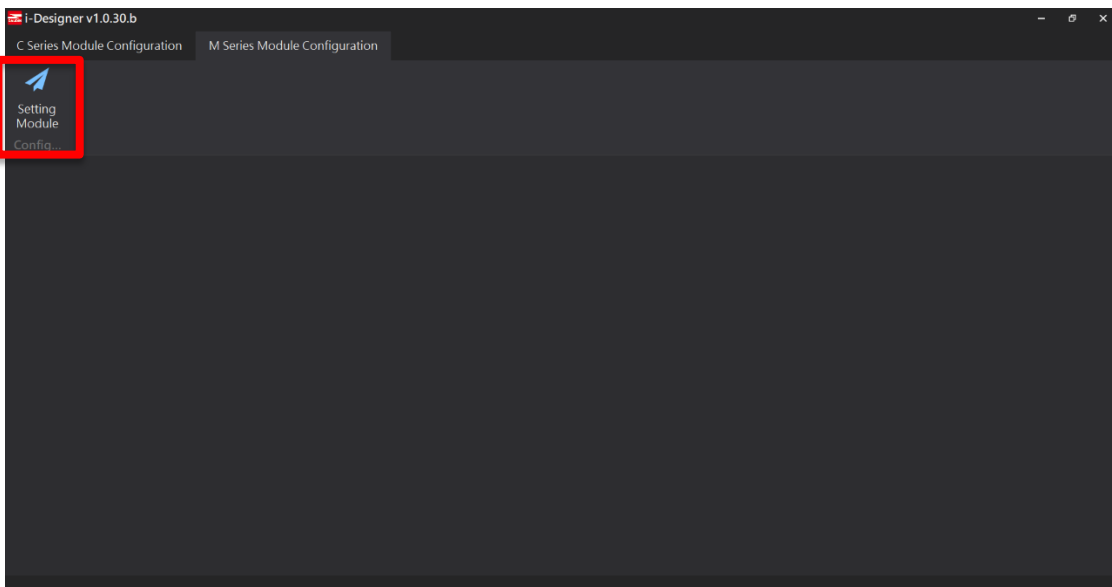 i-Designer v1.0.30.b
C Series Module Configuration M Series Module Configuration
Setting
Module
Config...